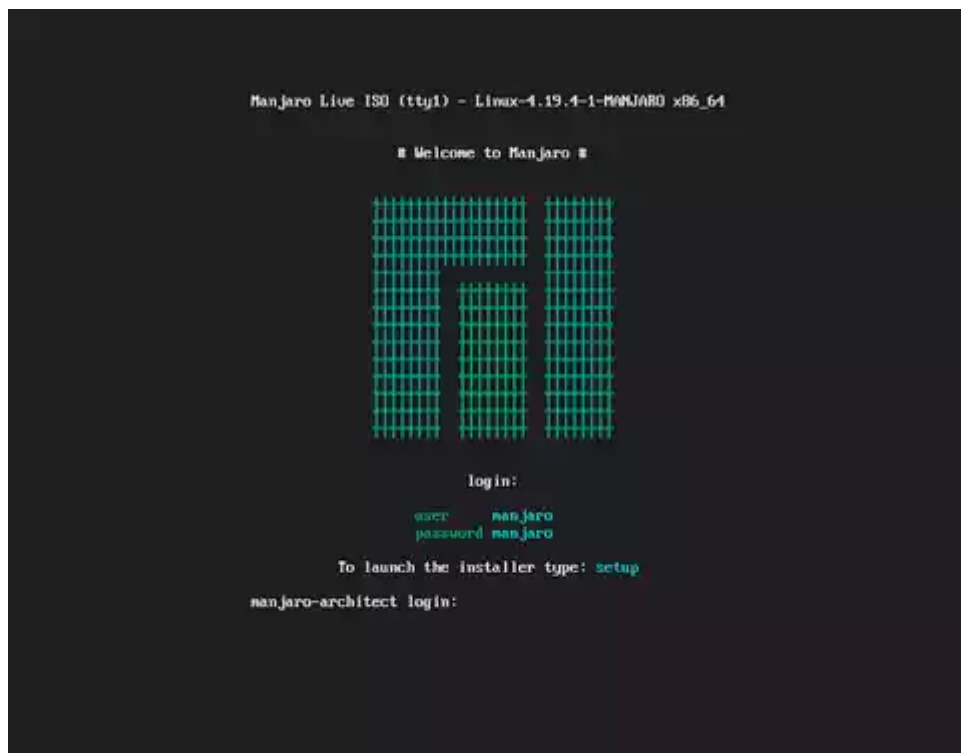 Manjaro Live ISO (tty1) - Linux-4.19.4-1-MANJARO x86_64
# Welcome to Manjaro #
login:
user manjaro
password manjaro
To launch the installer type: setup
manjaro-architect login: